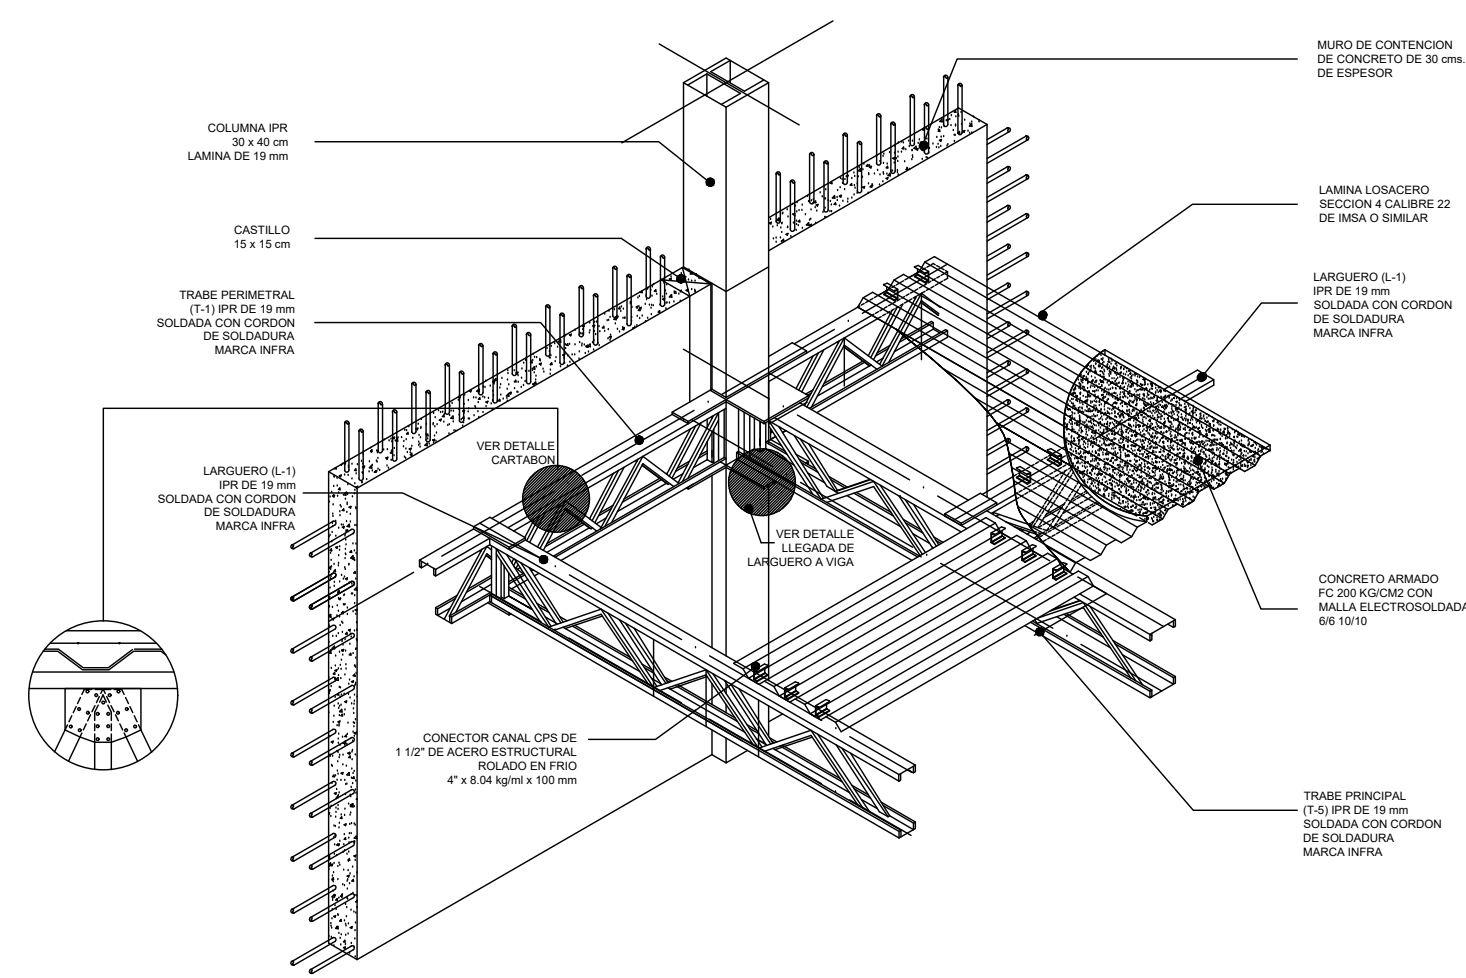 MURO DE CONTENCION
DE CONCRETO DE 30 cms.
DE ESPESOR
COLUMNA IPR
30 x 40 cm
LAMINA DE 19 mm
LAMINA LOSACERO
SECCION 4 CALIBRE 22
DE IMSA O SIMILAR
CASTILLO
15 x 15 cm
LARGUERO (L-1)
IPR DE 19 mm
SOLDADA CON CORDON
DE SOLDADURA
MARCA INFRA
TRABE PERIMETRAL
(T-1) IPR DE 19 mm
SOLDADA CON CORDON
DE SOLDADURA
MARCA INFRA
VER DETALLE
CARTABON
LARGUERO (L-1)
IPR DE 19 mm
SOLDADA CON CORDON
DE SOLDADURA
MARCA INFRA
VER DETALLE
LLEGADA DE
LARGUERO A VIGA
CONCRETO ARMADO
FC 200 KG/CM2 CON
MALLA ELECTROSOLDADA
6/6 10/10
CONECTOR CANAL CPS DE
1 1/2" DE ACERO ESTRUCTURAL
ROLADO EN FRIO
4" x 8.04 kg/ml x 100 mm
TRABE PRINCIPAL
(T-5) IPR DE 19 mm
SOLDADA CON CORDON
DE SOLDADURA
MARCA INFRA